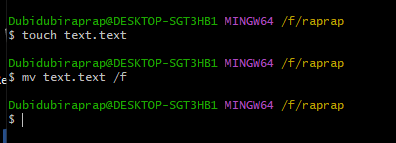 Dubidubiraprap@DESKTOP-SGT3HB1 MINGW64 /f/raprap
$ touch text.text
Dubidubiraprap@DESKTOP-SGT3HB1 MINGW64 /f/raprap
$ mv text.text /f
Dubidubiraprap@DESKTOP-SGT3HB1 MINGW64 /f/raprap
$